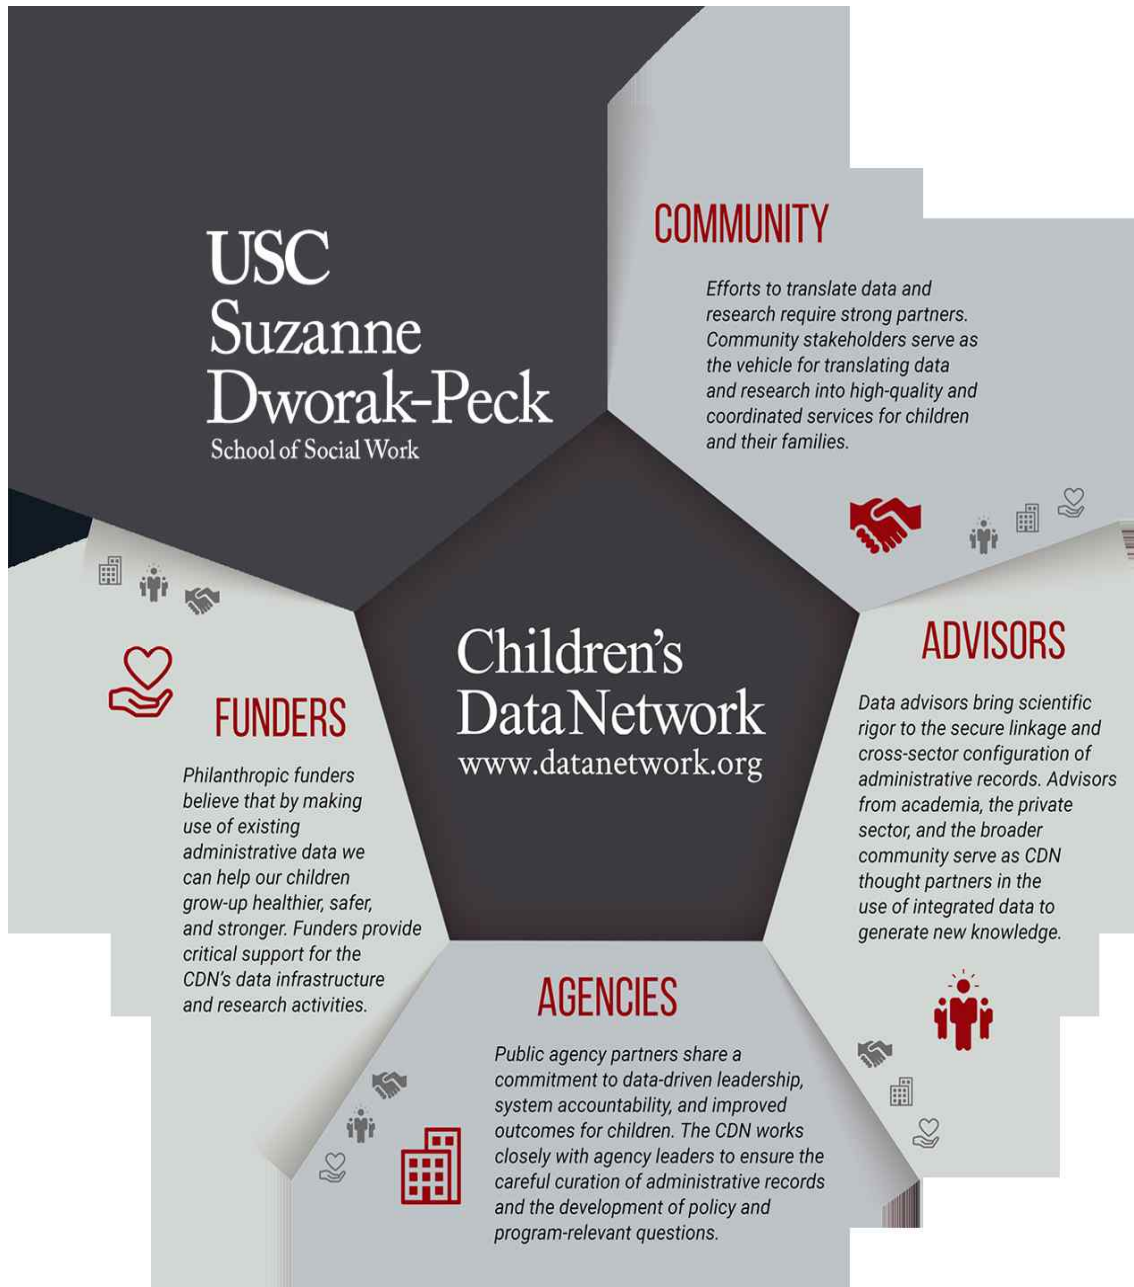 USC
Suzanne
Dworak-Peck
School of Social Work
COMMUNITY
Efforts to translate data and
research require strong partners.
Community stakeholders serve as
the vehicle for translating data
and research into high-quality and
coordinated services for children
and their families.
Children's
Data Network
www.datanetwork.org
ADVISORS
Data advisors bring scientific
rigor to the secure linkage and
cross-sector configuration of
administrative records. Advisors
from academia, the private
sector, and the broader
community serve as CDN
thought partners in the
use of integrated data to
generate new knowledge.
FUNDERS
Philanthropic funders
believe that by making
use of existing
administrative data we
can help our children
grow-up healthier, safer,
and stronger. Funders provide
critical support for the
CDN's data infrastructure
and research activities.
AGENCIES
Public agency partners share a
commitment to data-driven leadership,
system accountability, and improved
outcomes for children. The CDN works
closely with agency leaders to ensure the
careful curation of administrative records
and the development of policy and
program-relevant questions.